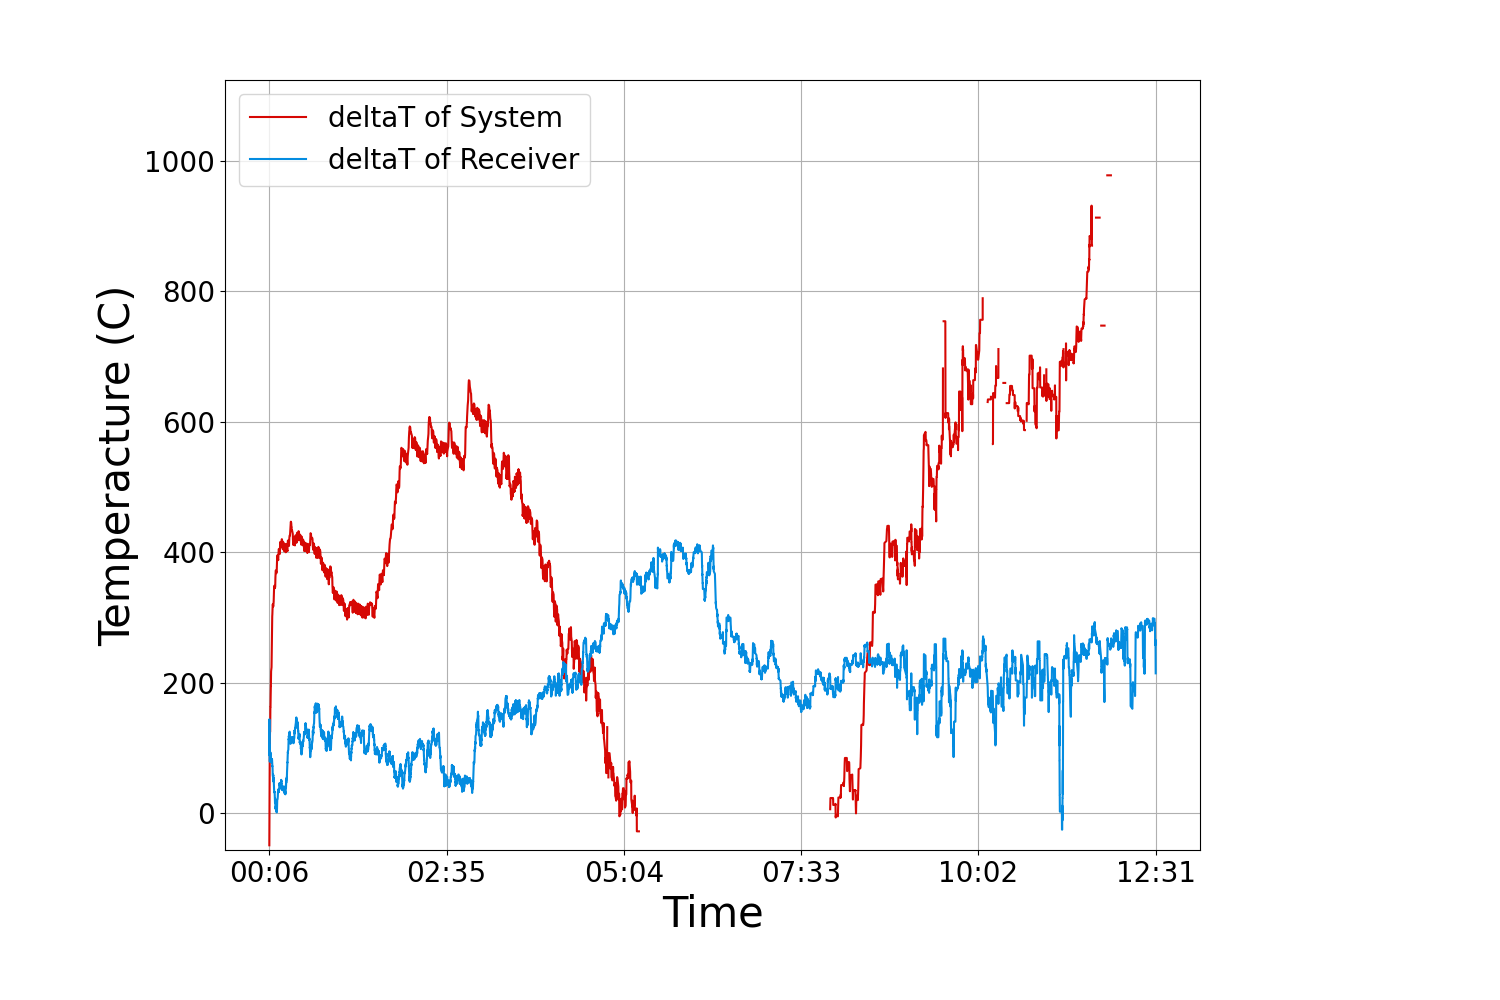 deltaT of System
deltaT of Receiver
1000
800
600
400
200
0
Temperacture (C)
00:06 02:35 05:04 07:33 10:02 12:31
Time